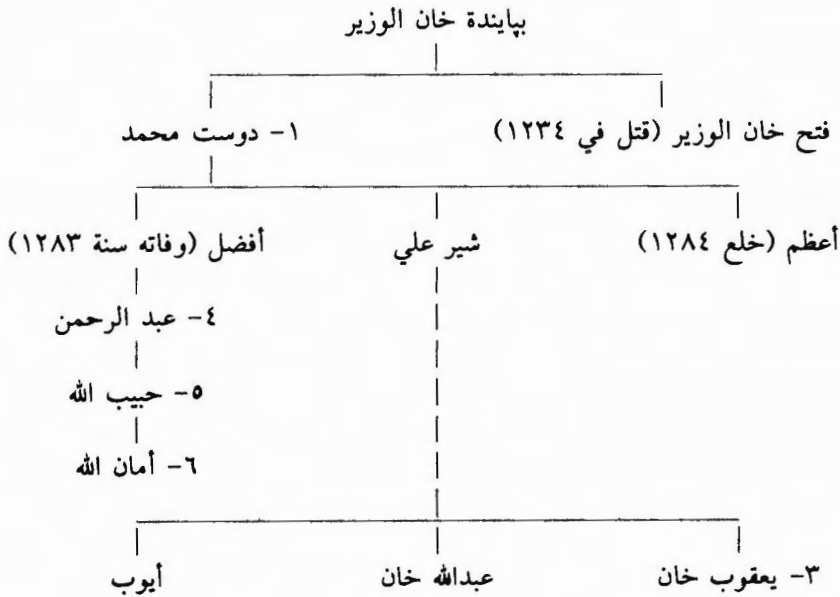 بپايندة خان الوزير
فتح خان الوزير (قتل في ١٢٣٤) ١- دوست محمد
أعظم (خلع ١٢٨٤) شير علي أفضل (وفاته سنة ١٢٨٣)
٤- عبد الرحمن
٥- حبيب الله
٦- أمان الله
٣- يعقوب خان عبدالله خان أيوب